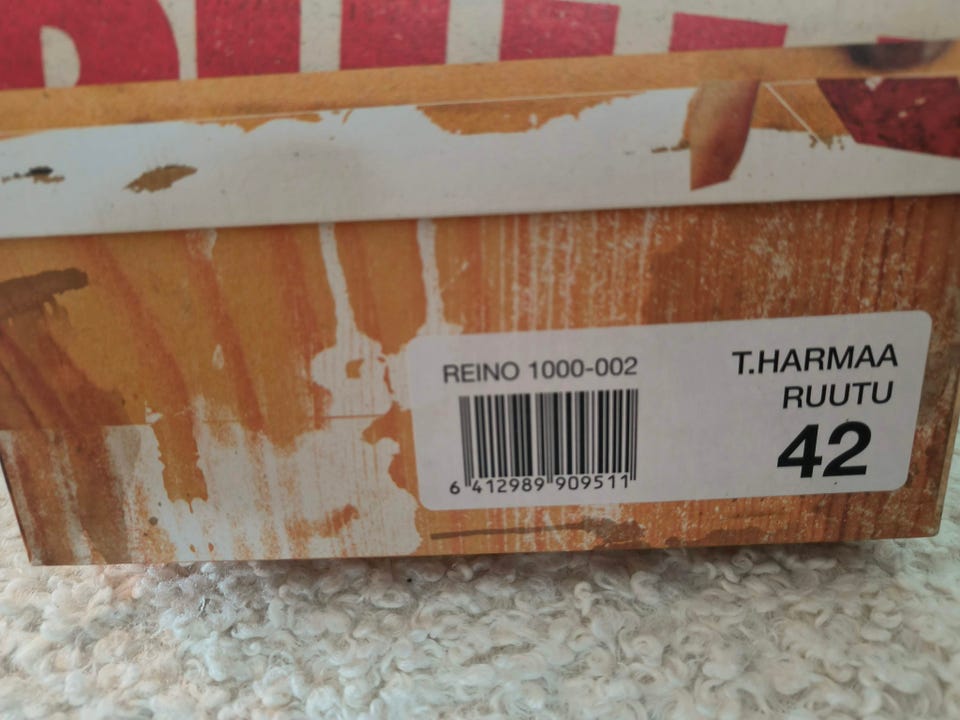 REINO 1000-002
T.HARMAA
RUUTU
42
6 412989 909511